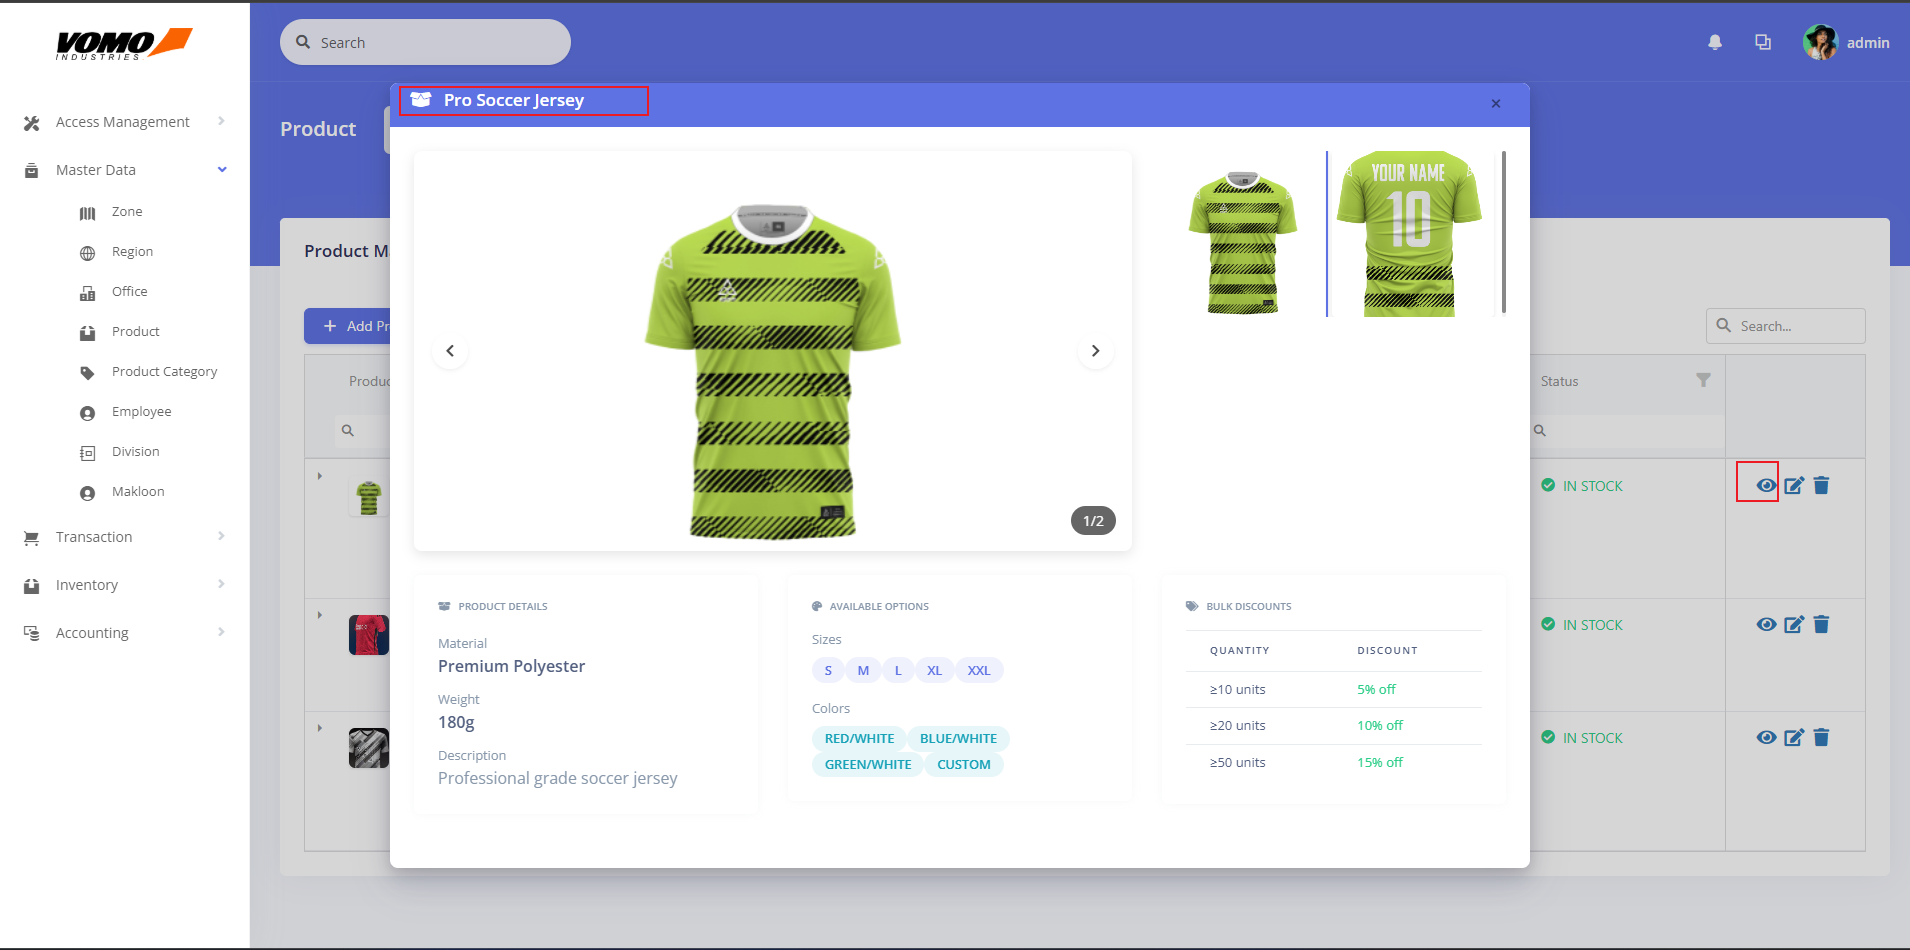 VOMO
INDUSTRIES
Search
admin
Access Management
Master Data
Zone
Region
Office
Product
Product Category
Employee
Division
Makloon
Transaction
Inventory
Accounting
Product
Pro Soccer Jersey
YOUR NAME
10
1/2
PRODUCT DETAILS
Material
Premium Polyester
Weight
180g
Description
Professional grade soccer jersey
AVAILABLE OPTIONS
Sizes
S M L XL XXL
Colors
RED/WHITE BLUE/WHITE
GREEN/WHITE CUSTOM
BULK DISCOUNTS
QUANTITY DISCOUNT
≥10 units 5% off
≥20 units 10% off
≥50 units 15% off
Product M
Add Pr
Search...
Produc
Status
IN STOCK
IN STOCK
IN STOCK